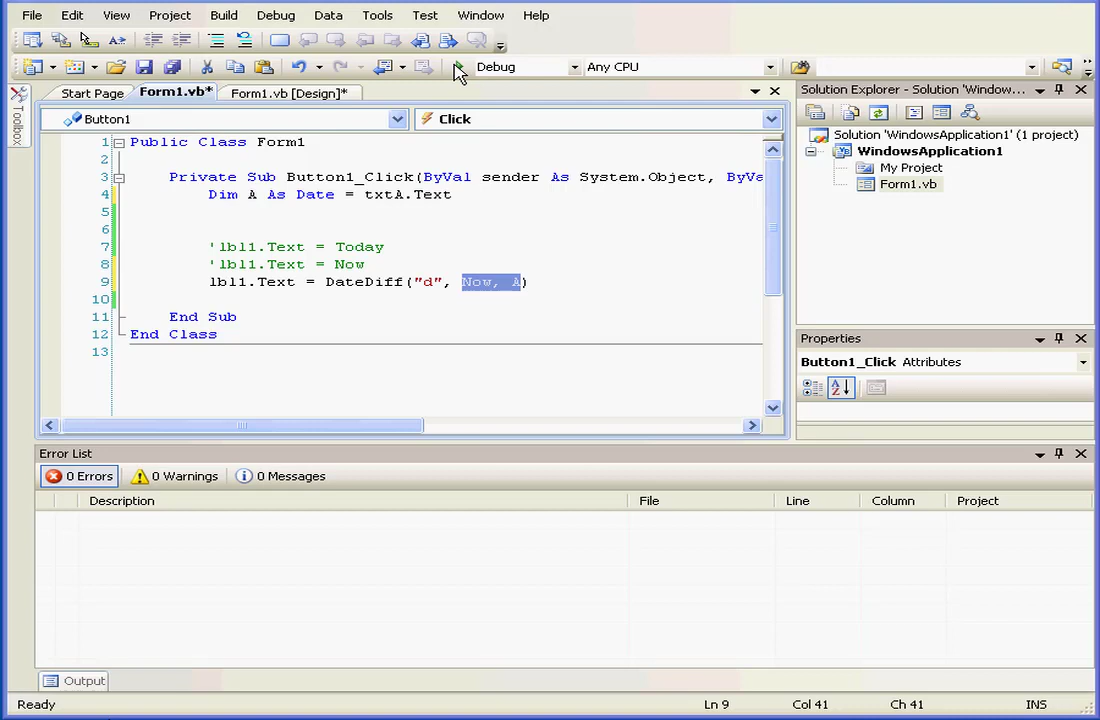 File Edit View Project Build Debug Data Tools Test Window Help
A
Debug Any CPU
Toolbox
Start Page Form1.vb* Form1.vb [Design]*
Solution Explorer - Solution 'Window...
Button1 Click
1 Public Class Form1
2
3 Private Sub Button1_Click(ByVal sender As System.Object, ByVa
4 Dim A As Date = txtA.Text
5
6
7 'lbl1.Text = Today
8 'lbl1.Text = Now
9 lbl1.Text = DateDiff("d", Now, A)
10
11 End Sub
12 End Class
13
Solution 'WindowsApplication1' (1 project)
WindowsApplication1
My Project
Form1.vb
Properties
Button1_Click Attributes
Error List
0 Errors 0 Warnings 0 Messages
Description File Line Column Project
Output
Ready Ln 9 Col 41 Ch 41 INS